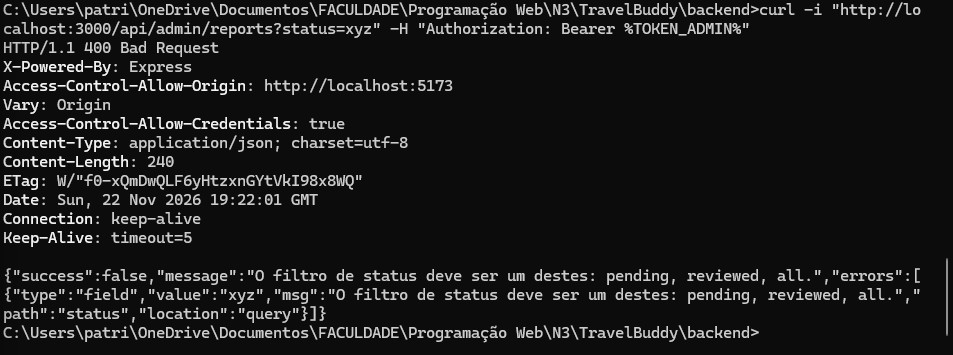 C:\Users\patri\OneDrive\Documentos\FACULDADE\Programação Web\N3\TravelBuddy\backend>curl -i "http://lo
calhost:3000/api/admin/reports?status=xyz" -H "Authorization: Bearer %TOKEN_ADMIN%"
HTTP/1.1 400 Bad Request
X-Powered-By: Express
Access-Control-Allow-Origin: http://localhost:5173
Vary: Origin
Access-Control-Allow-Credentials: true
Content-Type: application/json; charset=utf-8
Content-Length: 240
ETag: W/"f0-xQmDwQLF6yHtzxnGYtVkI98x8WQ"
Date: Sun, 22 Nov 2026 19:22:01 GMT
Connection: keep-alive
Keep-Alive: timeout=5

{"success":false,"message":"O filtro de status deve ser um destes: pending, reviewed, all.","errors":[
{"type":"field","value":"xyz","msg":"O filtro de status deve ser um destes: pending, reviewed, all.","
path":"status","location":"query"}]}
C:\Users\patri\OneDrive\Documentos\FACULDADE\Programação Web\N3\TravelBuddy\backend>